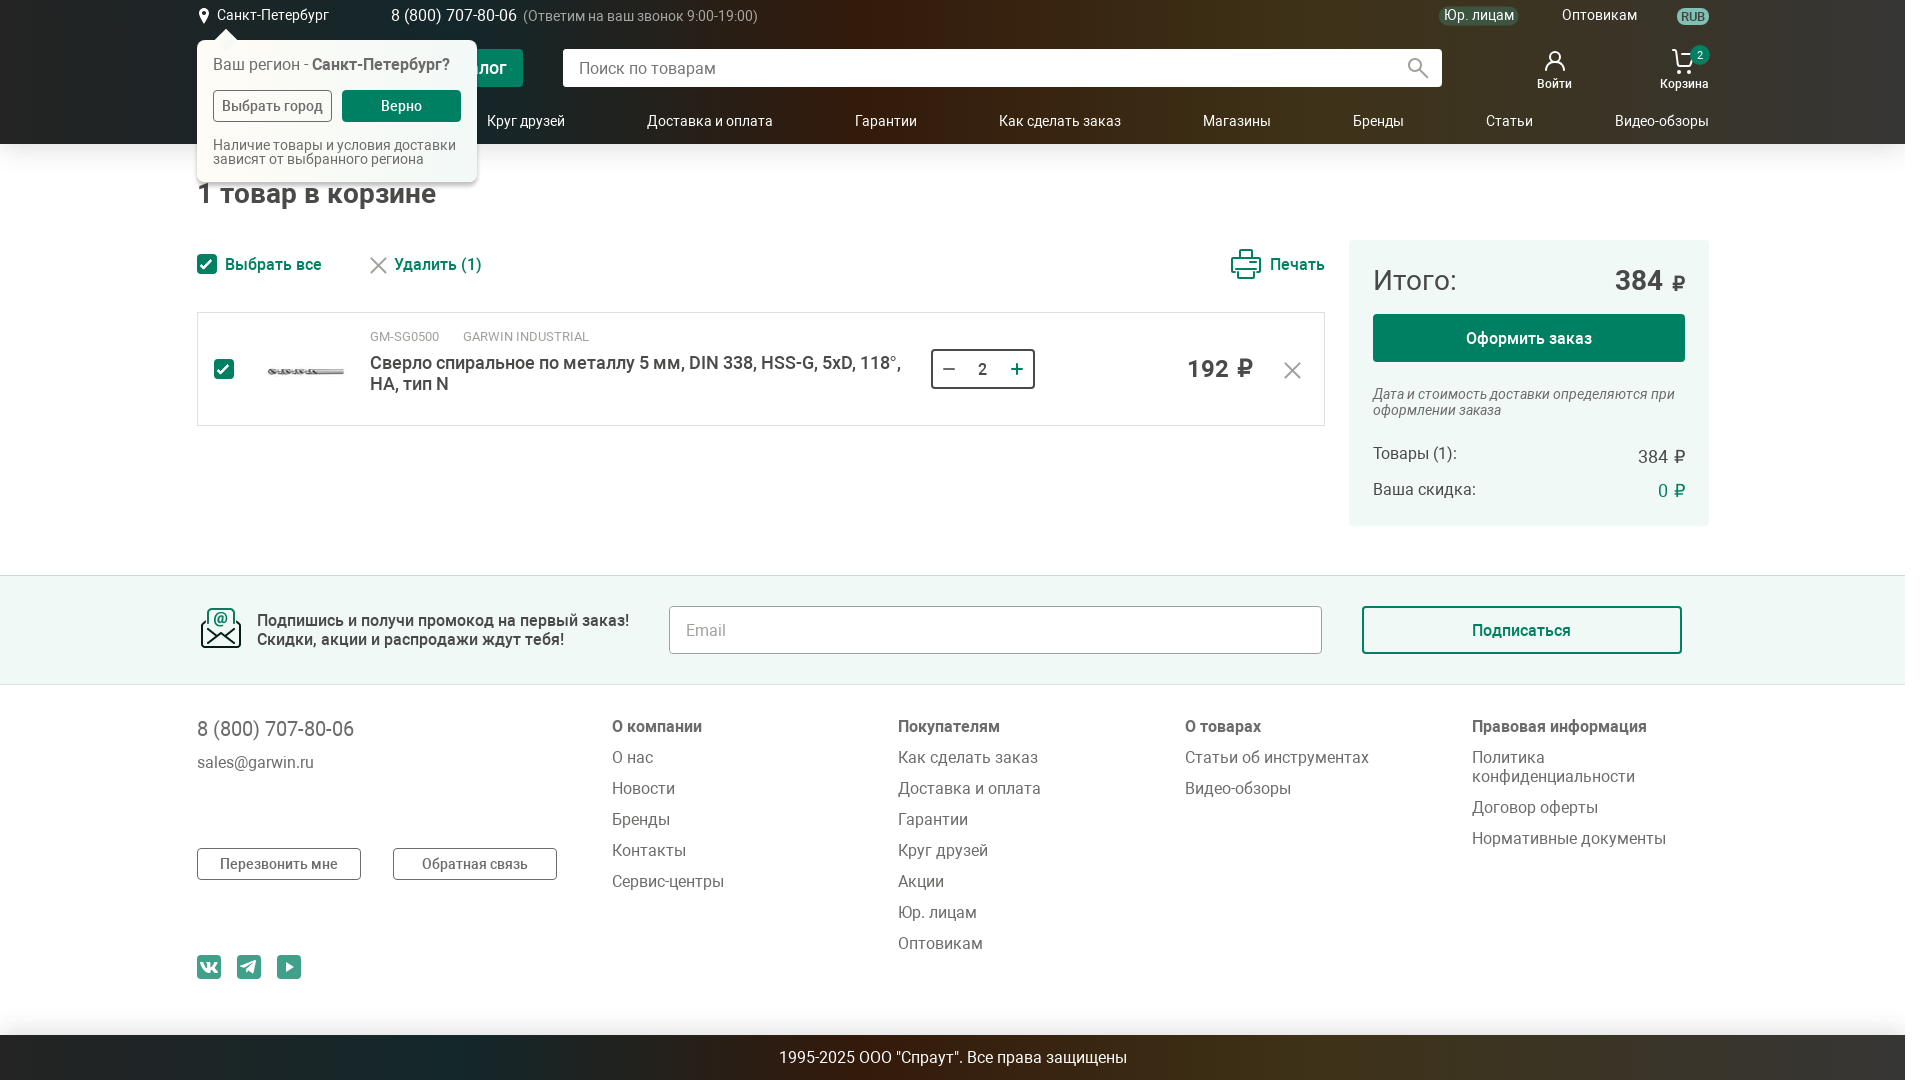 Санкт-Петербург
8 (800) 707-80-06 (Ответим на ваш звонок 9:00-19:00)
Юр. лицам
Оптовикам
RUB
Ваш регион - Санкт-Петербург?
Выбрать город
Верно
Наличие товары и условия доставки
зависят от выбранного региона
Поиск по товарам
Войти
2
Корзина
Круг друзей
Доставка и оплата
Гарантии
Как сделать заказ
Магазины
Бренды
Статьи
Видео-обзоры
1 товар в корзине
Выбрать все
Удалить (1)
Печать
GM-SG0500 GARWIN INDUSTRIAL
Сверло спиральное по металлу 5 мм, DIN 338, HSS-G, 5xD, 118°,
HA, тип N
2
192 ₽
Итого: 384 ₽
Оформить заказ
Дата и стоимость доставки определяются при
оформлении заказа
Товары (1): 384 ₽
Ваша скидка: 0 ₽
Подпишись и получи промокод на первый заказ!
Скидки, акции и распродажи ждут тебя!
Email
Подписаться
8 (800) 707-80-06
sales@garwin.ru
Перезвонить мне
Обратная связь
О компании
О нас
Новости
Бренды
Контакты
Сервис-центры
Покупателям
Как сделать заказ
Доставка и оплата
Гарантии
Круг друзей
Акции
Юр. лицам
Оптовикам
О товарах
Статьи об инструментах
Видео-обзоры
Правовая информация
Политика
конфиденциальности
Договор оферты
Нормативные документы
1995-2025 ООО "Спраут". Все права защищены